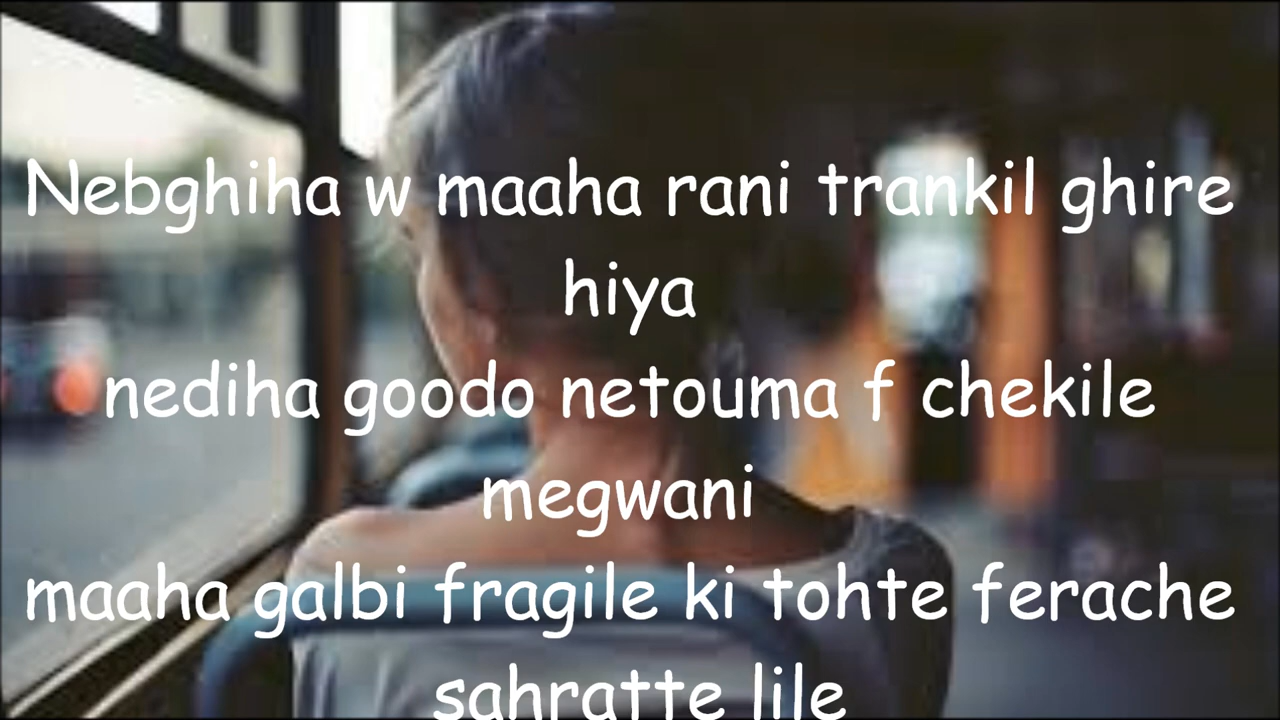 Nebghiha w maaha rani trankil ghire
hiya
nediha goodo netouma f chekile
megwani
maaha galbi fragile ki tohte ferache
sahratte lile